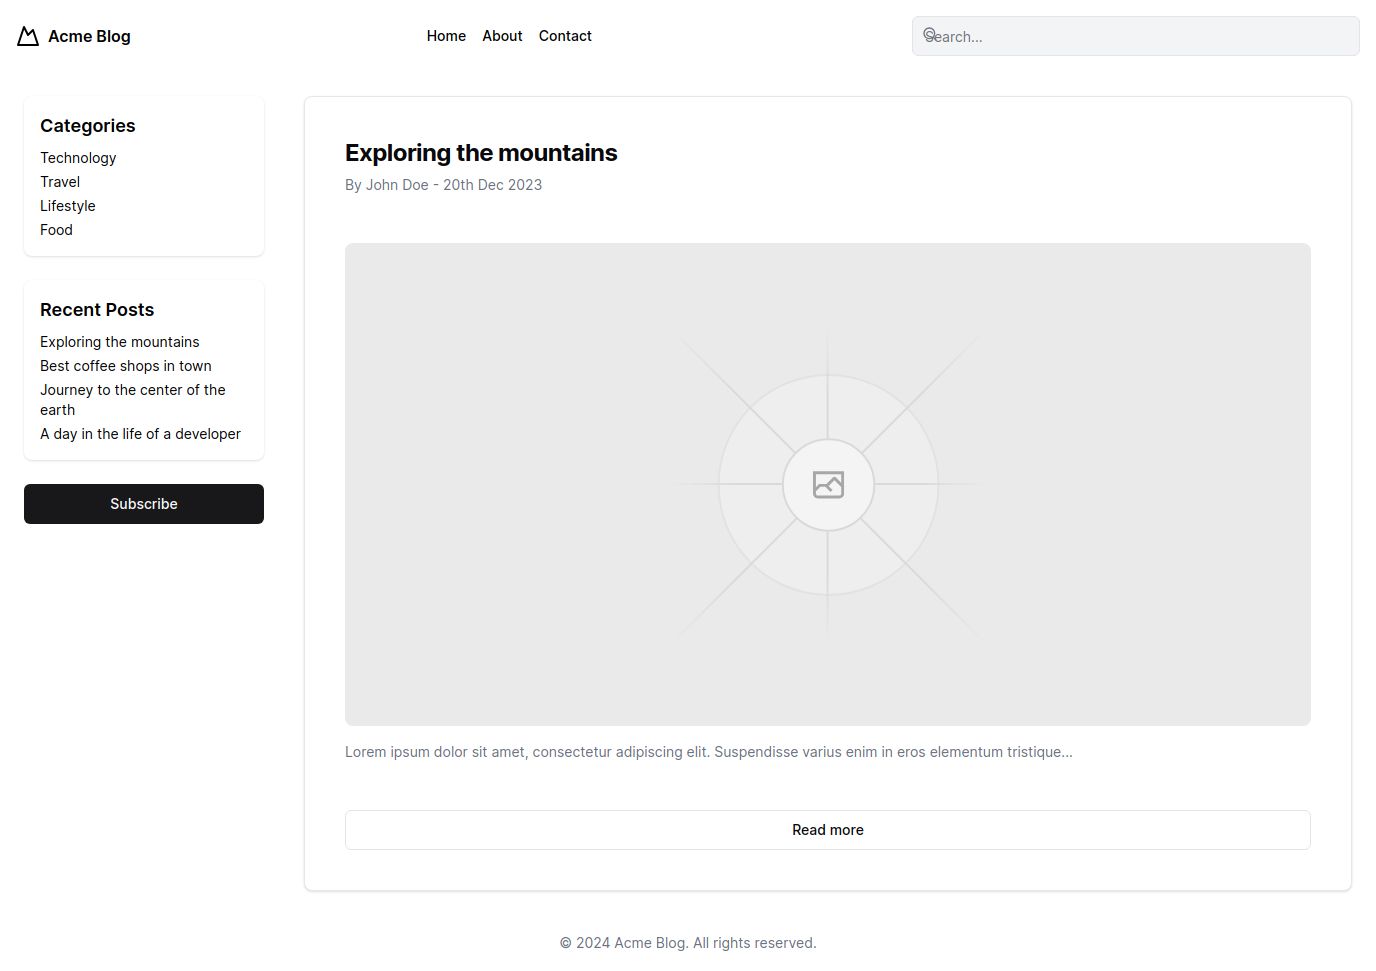 Acme Blog
Home
About
Contact
Search...
Categories
Technology
Travel
Lifestyle
Food
Recent Posts
Exploring the mountains
Best coffee shops in town
Journey to the center of the
earth
A day in the life of a developer
Subscribe
Exploring the mountains
By John Doe - 20th Dec 2023
Lorem ipsum dolor sit amet, consectetur adipiscing elit. Suspendisse varius enim in eros elementum tristique...
Read more
© 2024 Acme Blog. All rights reserved.